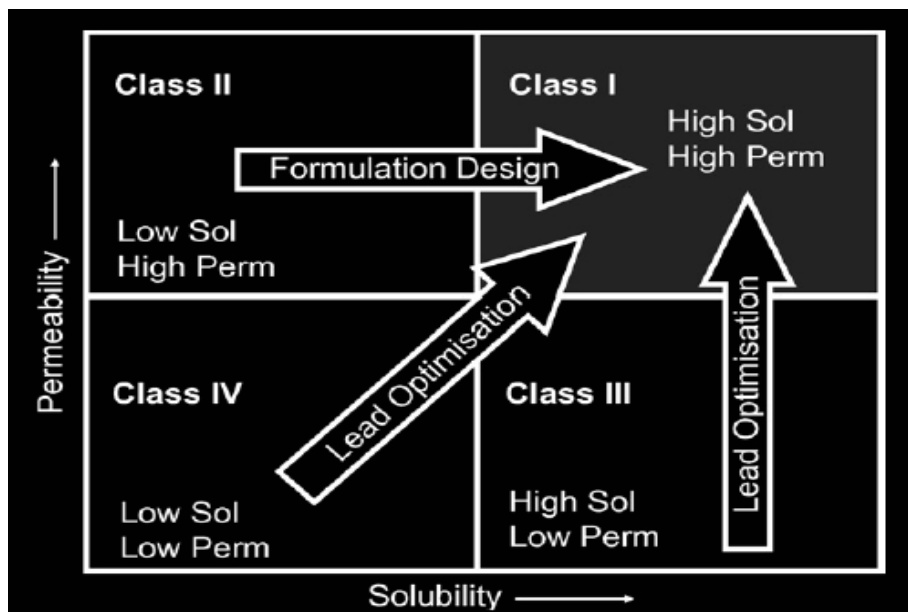 Class II
Class I
High Sol
High Perm
Formulation Design
Low Sol
High Perm
Permeability
Class IV
Lead Optimisation
Class III
Lead Optimisation
Low Sol
Low Perm
High Sol
Low Perm
Solubility